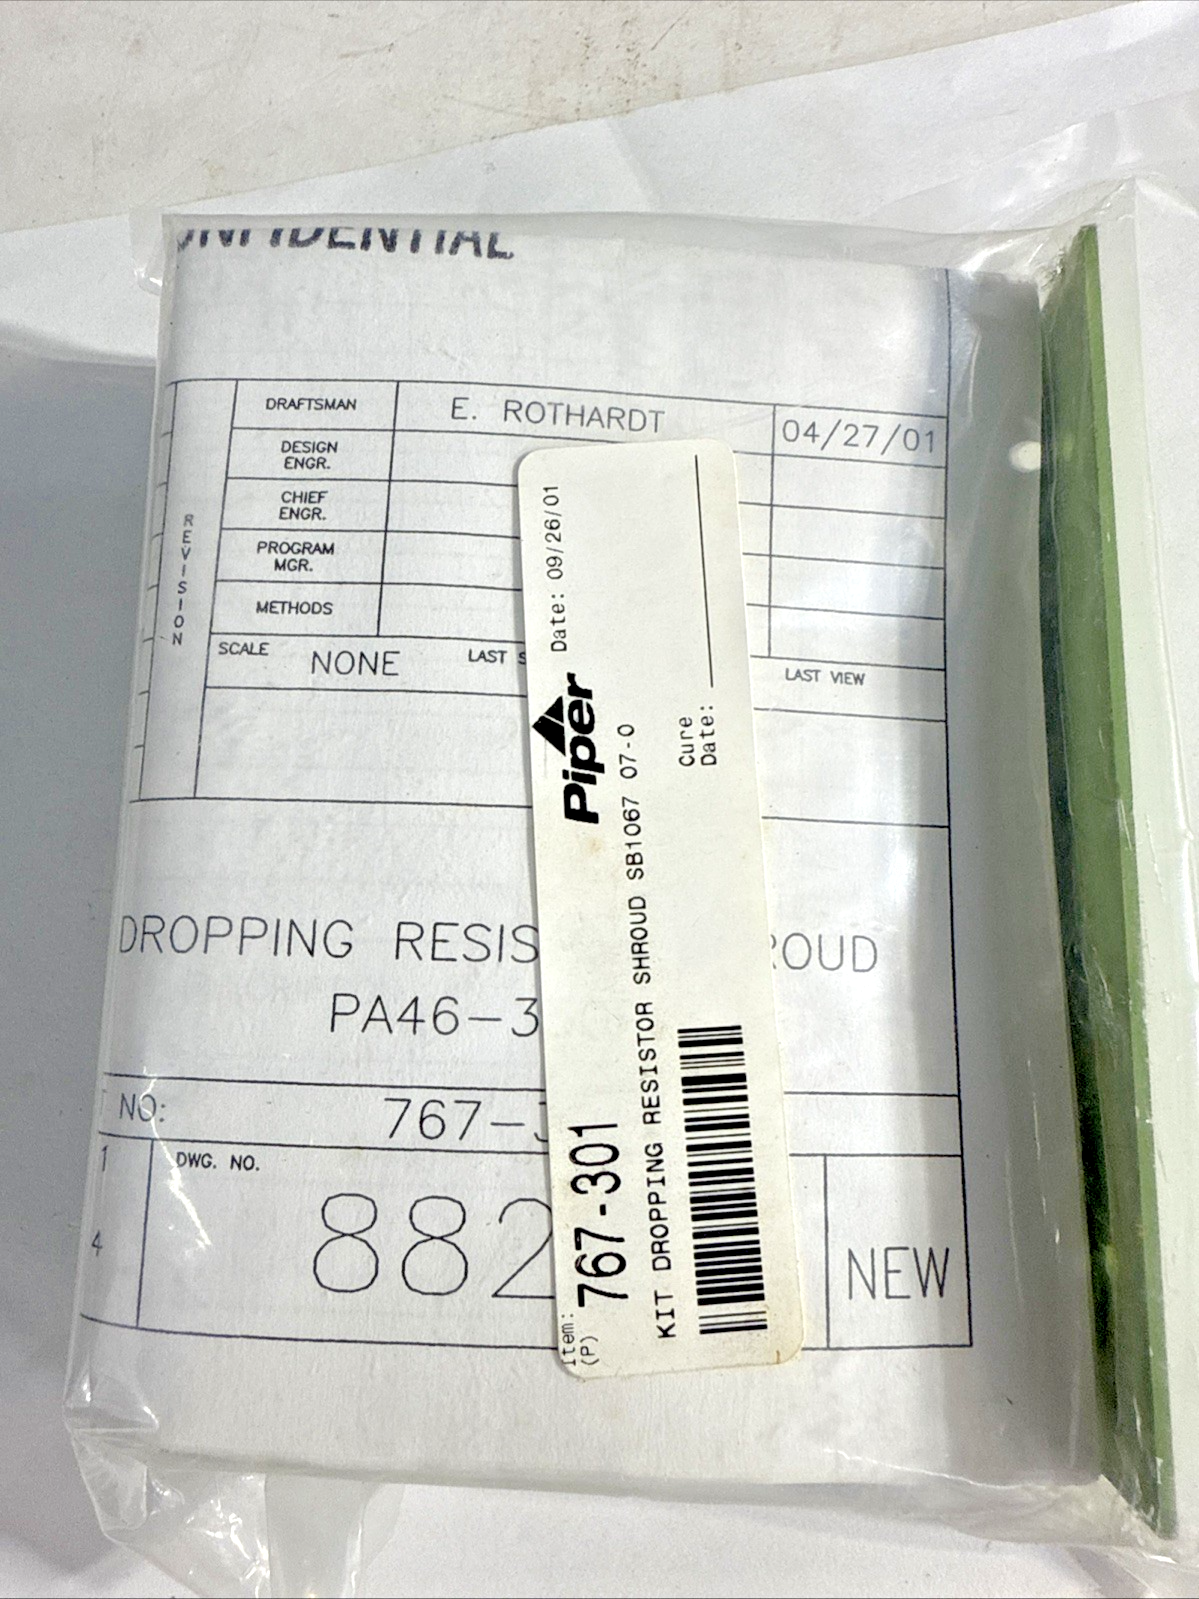 DRAFTSMAN E. ROTHARDT 04/27/01
DESIGN
ENGR.
CHIEF
ENGR.
PROGRAM
MGR.
METHODS
REVISION
SCALE NONE LAST LAST VIEW
DROPPING
PA46-3
NO: 767-
1 DWG. NO.
4 882 NEW
Piper Date: 09/26/01
Item: 767-301
(P)
KIT DROPPING RESISTOR SHROUD SB1067 07-0
Cure
Date: